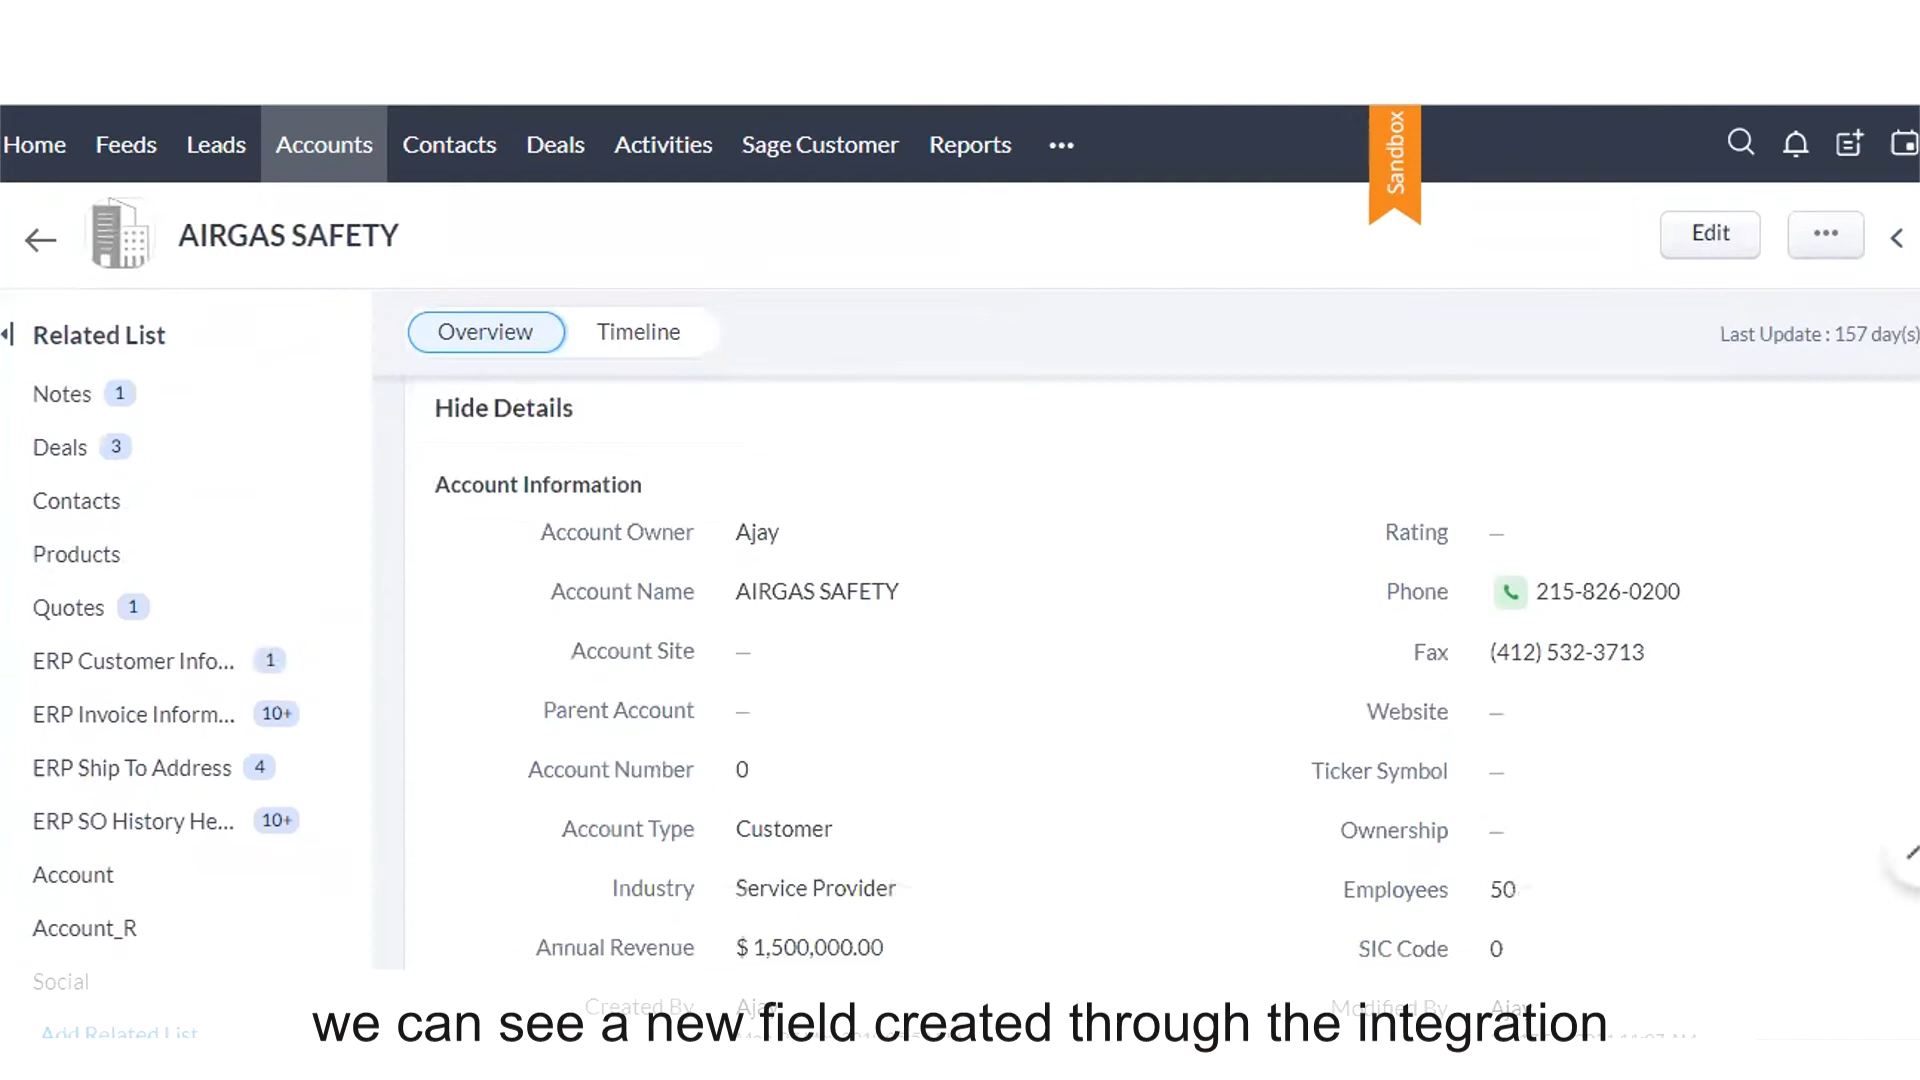 Home Feeds Leads Accounts Contacts Deals Activities Sage Customer Reports ••• Sandbox
AIRGAS SAFETY Edit •••
Related List Overview Timeline Last Update : 157 day(s)
Notes 1 Hide Details
Deals 3
Contacts Account Information
Account Owner Ajay Rating –
Products
Account Name AIRGAS SAFETY Phone 215-826-0200
Quotes 1
Account Site – Fax (412) 532-3713
ERP Customer Info... 1
ERP Invoice Inform... 10+ Parent Account – Website –
ERP Ship To Address 4 Account Number 0 Ticker Symbol –
ERP SO History He... 10+ Account Type Customer Ownership –
Account Industry Service Provider Employees 50
Account_R Annual Revenue $ 1,500,000.00 SIC Code 0
Social
Created By Ajay Modified By Ajay
Add Related List
we can see a new field created through the integration